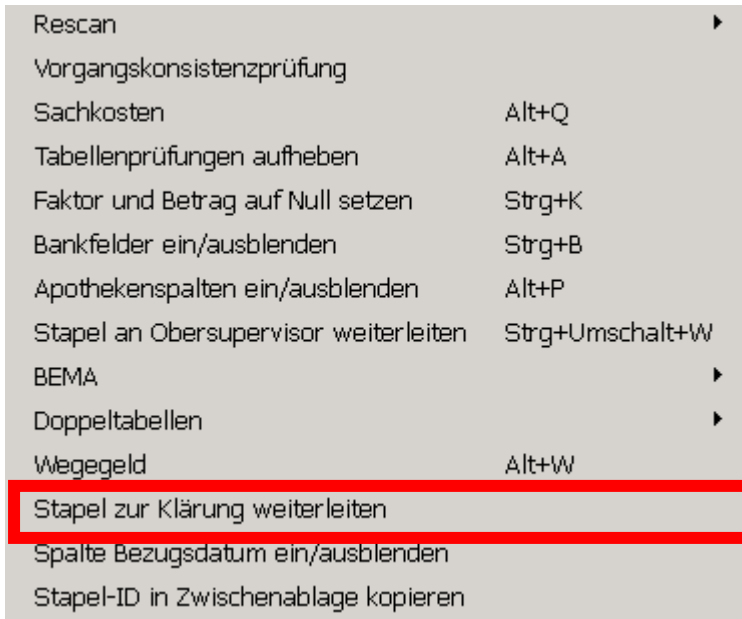 Rescan
Vorgangskonsistenzprüfung
Sachkosten Alt+Q
Tabellenprüfungen aufheben Alt+A
Faktor und Betrag auf Null setzen Strg+K
Bankfelder ein/ausblenden Strg+B
Apothekenspalten ein/ausblenden Alt+P
Stapel an Obersupervisor weiterleiten Strg+Umschalt+W
BEMA
Doppeltabellen
Wegegeld Alt+W
Stapel zur Klärung weiterleiten
Spalte Bezugsdatum ein/ausblenden
Stapel-ID in Zwischenablage kopieren